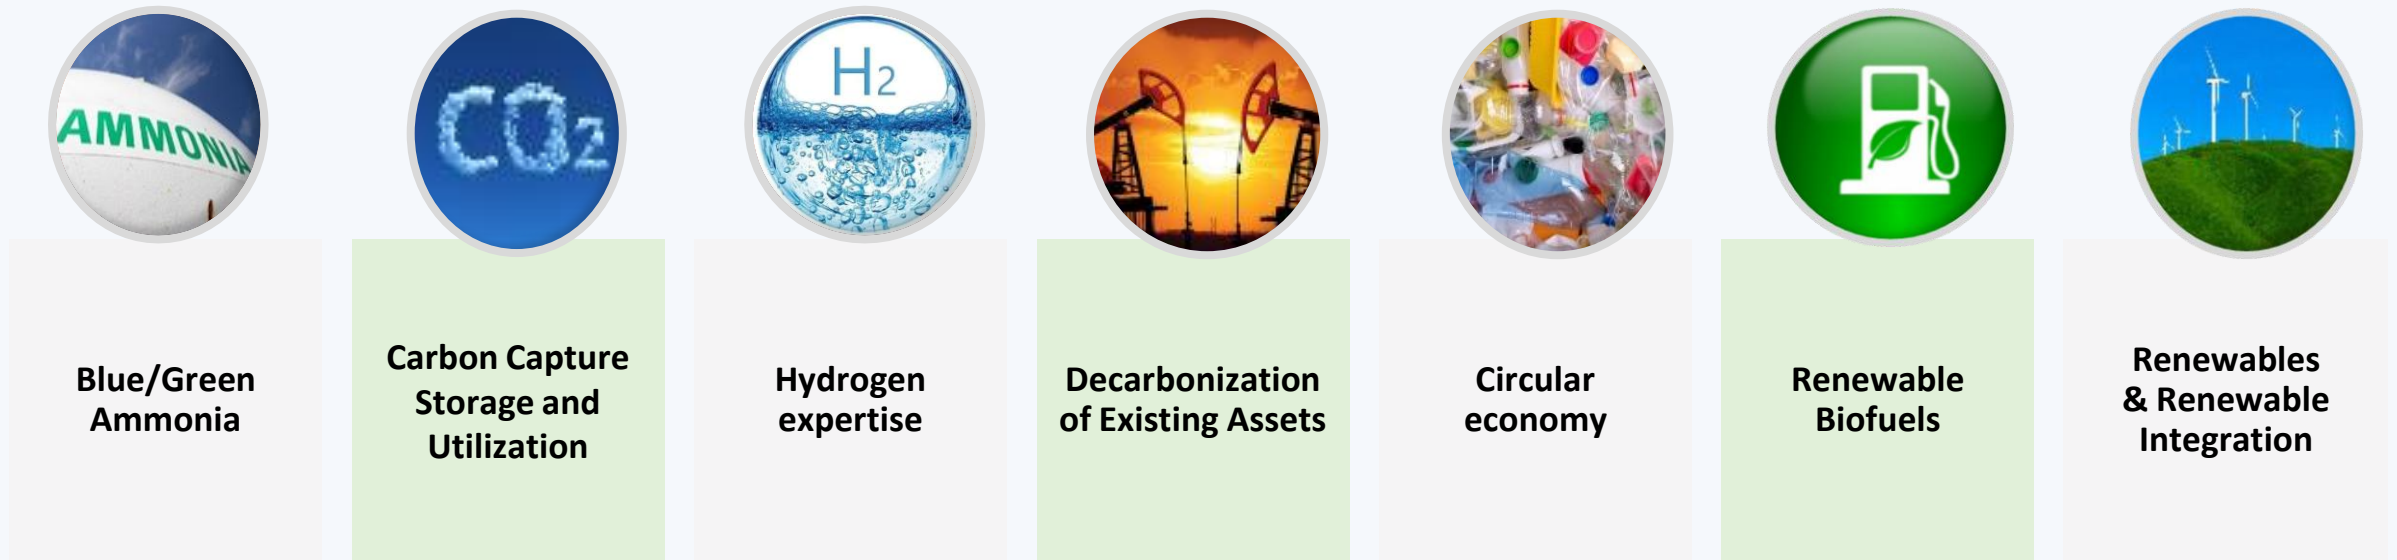 AMMONIA
CO2
H2
Blue/Green
Ammonia
Carbon Capture
Storage and
Utilization
Hydrogen
expertise
Decarbonization
of Existing Assets
Circular
economy
Renewable
Biofuels
Renewables
& Renewable
Integration